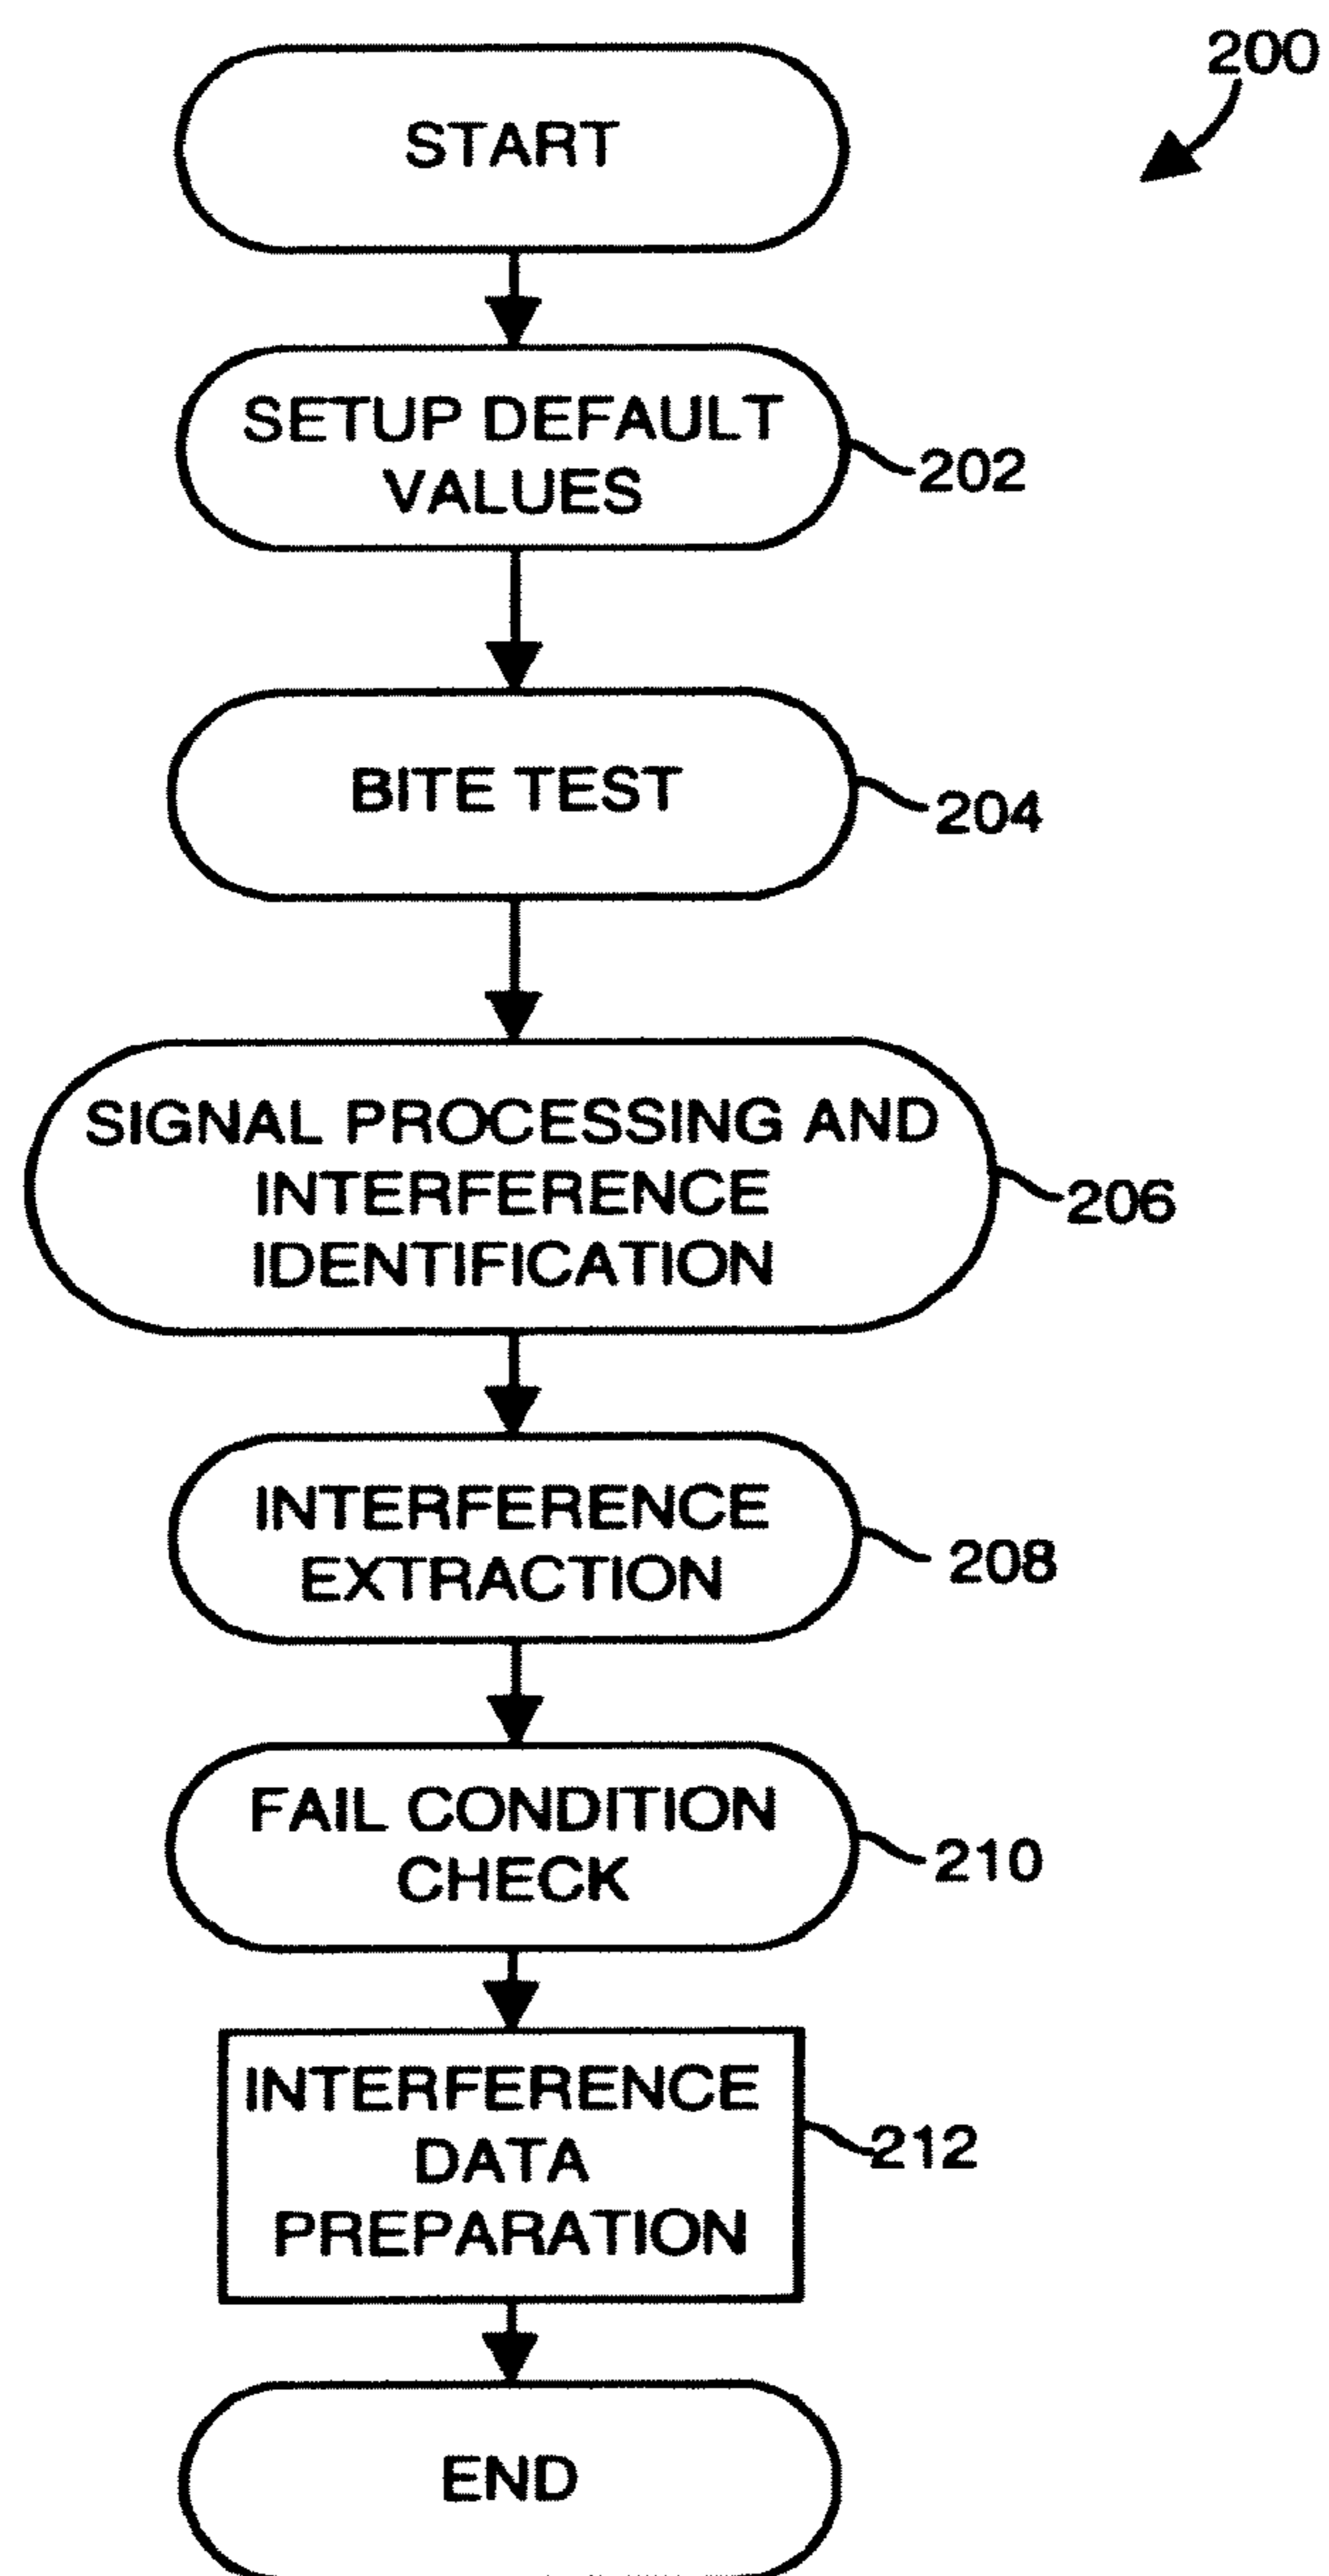 200
START
SETUP DEFAULT
VALUES
202
BITE TEST
204
SIGNAL PROCESSING AND
INTERFERENCE
IDENTIFICATION
206
INTERFERENCE
EXTRACTION
208
FAIL CONDITION
CHECK
210
INTERFERENCE
DATA
PREPARATION
212
END